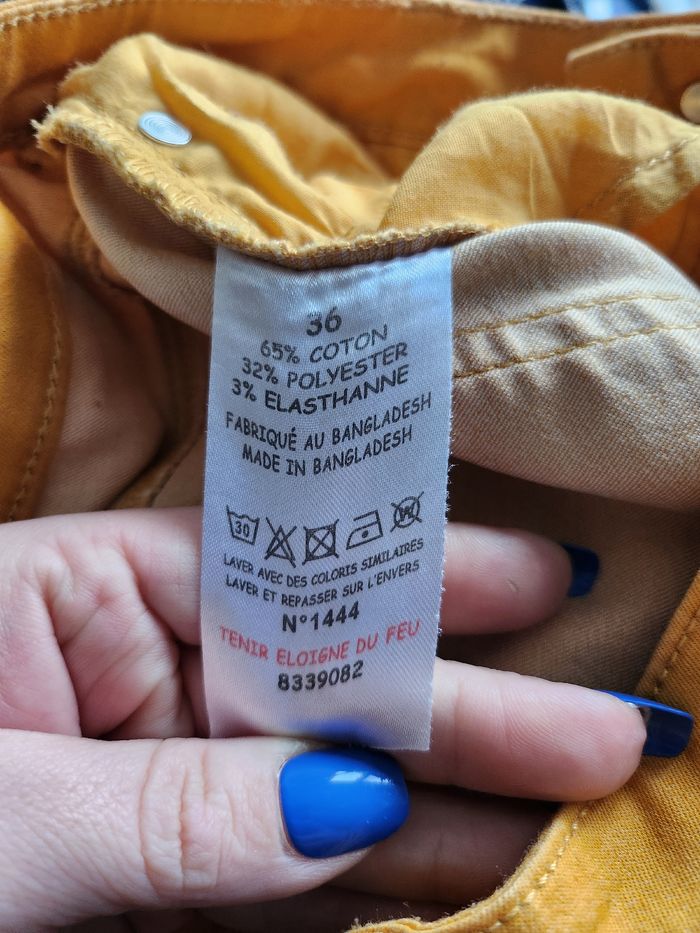 36
65% COTON
32% POLYESTER
3% ELASTHANNE
FABRIQUÉ AU BANGLADESH
MADE IN BANGLADESH
30 W
LAVER AVEC DES COLORIS SIMILAIRES
LAVER ET REPASSER SUR L'ENVERS
N°1444
TENIR ELOIGNE DU FEU
8339082